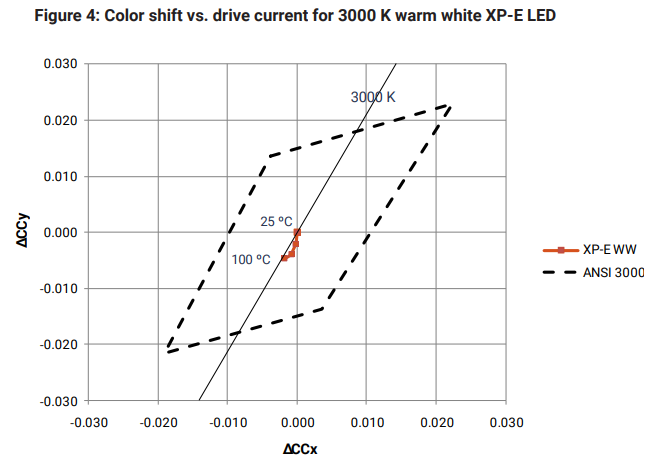 Figure 4: Color shift vs. drive current for 3000 K warm white XP-E LED
0.030
3000 K
0.020
0.010
25 ºC
0.000
ΔCCy
XP-E WW
100 ºC
ANSI 3000
-0.010
-0.020
-0.030
-0.030 -0.020 -0.010 0.000 0.010 0.020 0.030
ΔCCx